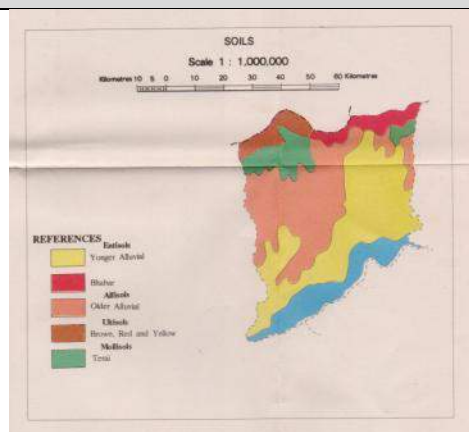 SOILS
Scale 1 : 1,000,000
Kilometres 10 5 0 10 20 30 40 50 60 Kilometres
REFERENCES
Entisols
Yonger Alluvial
Bhabar
Alfisols
Older Alluvial
Ultisols
Brown, Red and Yellow
Mollisols
Terai